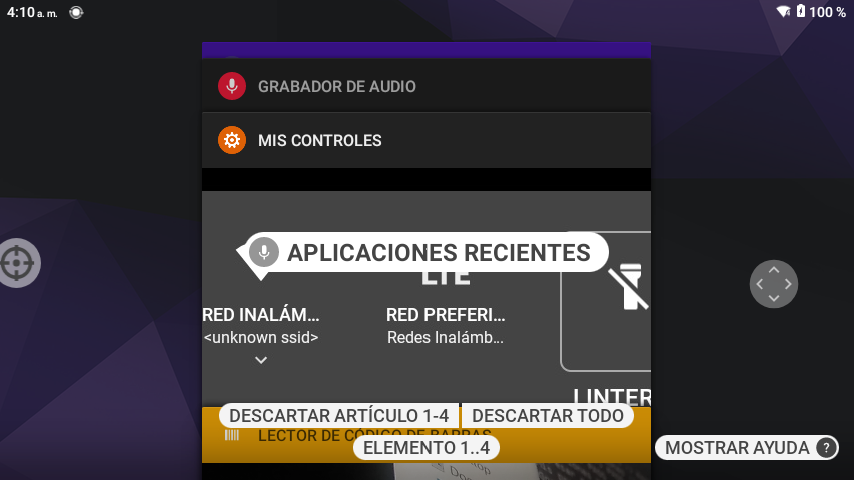 4:10 a. m.
100 %
GRABADOR DE AUDIO
MIS CONTROLES
APLICACIONES RECIENTES
LTE
RED INALÁM...
RED PREFERI...
<unknown ssid>
Redes Inalámb...
LINTER
DESCARTAR ARTÍCULO 1-4
DESCARTAR TODO
LECTOR DE CÓDIGO DE BARRAS
ELEMENTO 1..4
MOSTRAR AYUDA ?